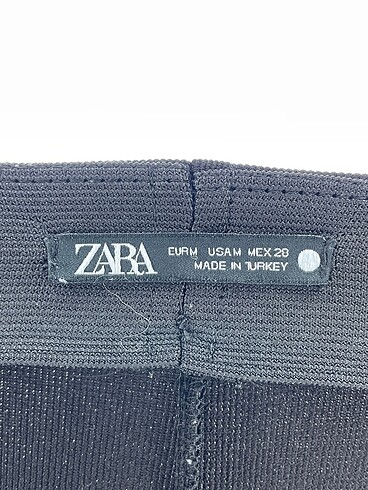 ZARA
EUR M USA M MEX 28
MADE IN TURKEY